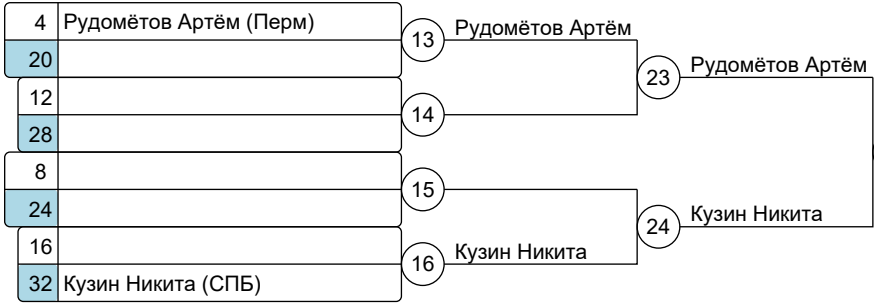 4 Рудомётов Артём (Перм)
20
13 Рудомётов Артём
12
28
14
23 Рудомётов Артём
8
24
15
16
32 Кузин Никита (СПБ)
16 Кузин Никита
24 Кузин Никита